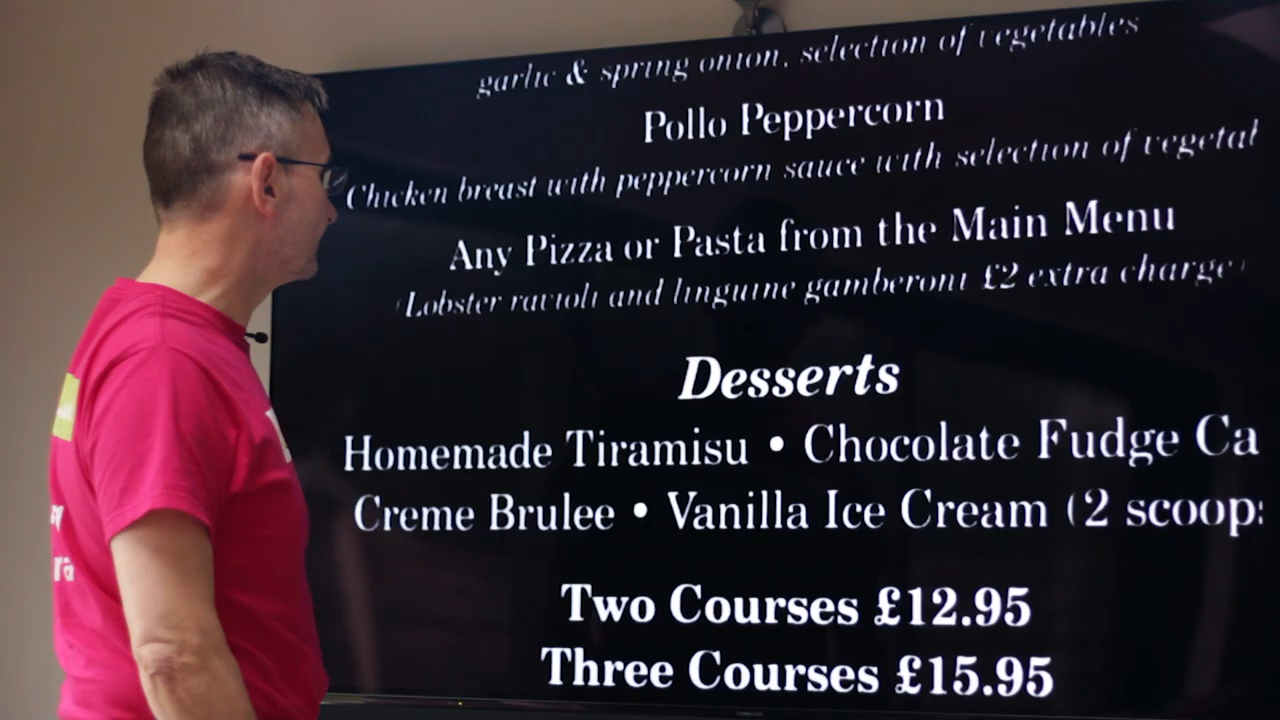 garlic & spring onion, selection of vegetables
Pollo Peppercorn
Chicken breast with peppercorn sauce with selection of vegetal
Any Pizza or Pasta from the Main Menu
(Lobster ravioli and linguine gamberoni £2 extra charge)
Desserts
Homemade Tiramisu • Chocolate Fudge Ca
Creme Brulee • Vanilla Ice Cream (2 scoops
Two Courses £12.95
Three Courses £15.95